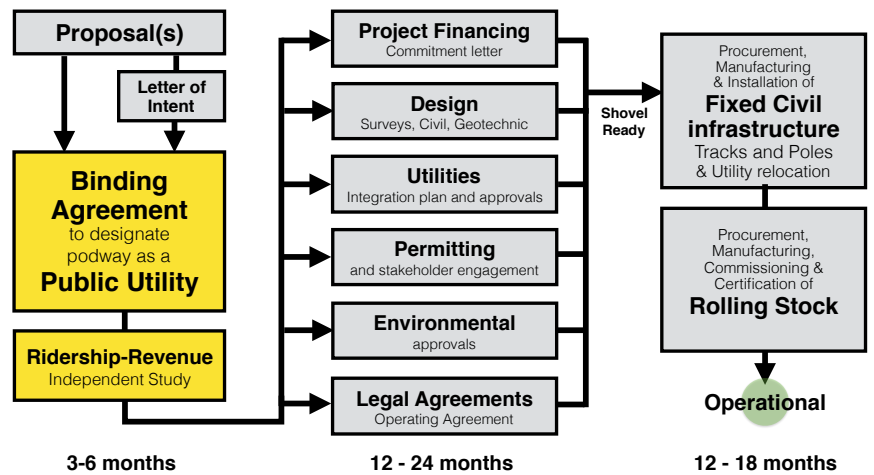 Proposal(s)
Letter of
Intent
Binding
Agreement
to designate
podway as a
Public Utility
Ridership-Revenue
Independent Study
3-6 months
Project Financing
Commitment letter
Design
Surveys, Civil, Geotechnic
Utilities
Integration plan and approvals
Permitting
and stakeholder engagement
Environmental
approvals
Legal Agreements
Operating Agreement
12 - 24 months
Shovel
Ready
Procurement,
Manufacturing
& Installation of
Fixed Civil
infrastructure
Tracks and Poles
& Utility relocation
Procurement,
Manufacturing,
Commissioning &
Certification of
Rolling Stock
Operational
12 - 18 months